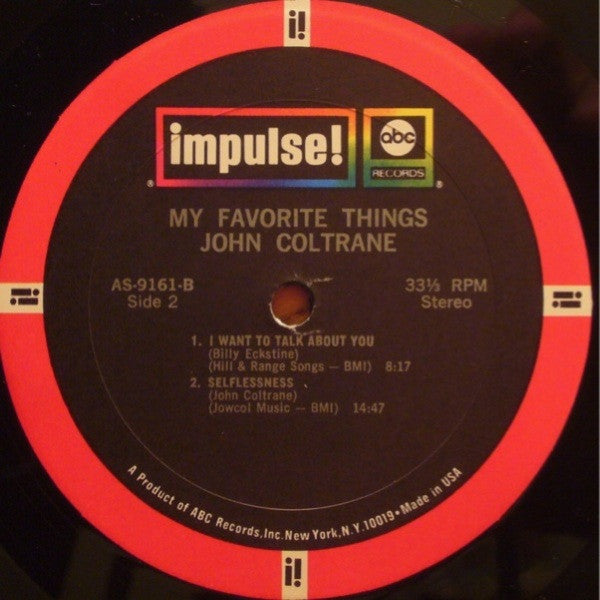 i!
impulse!
abc
RECORDS
®
®
MY FAVORITE THINGS
JOHN COLTRANE
AS-9161-B
33⅓ RPM
Side 2
Stereo
i!
i!
1. I WANT TO TALK ABOUT YOU
(Billy Eckstine)
(Hill & Range Songs — BMI) 8:17
2. SELFLESSNESS
(John Coltrane)
(Jowcol Music — BMI) 14:47
A Product of ABC Records, Inc. New York, N.Y. 10019 • Made in USA
i!